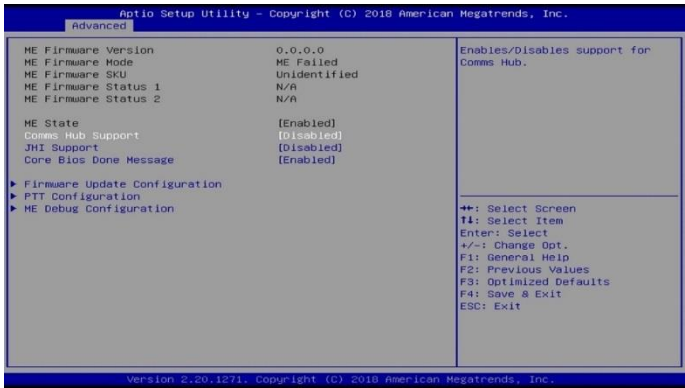 Aptio Setup Utility – Copyright (C) 2018 American Megatrends, Inc.
Advanced
ME Firmware Version 0.0.0.0
ME Firmware Mode ME Failed
ME Firmware SKU Unidentified
ME Firmware Status 1 N/A
ME Firmware Status 2 N/A
ME State [Enabled]
Comms Hub Support [Disabled]
JHI Support [Disabled]
Core Bios Done Message [Enabled]
Firmware Update Configuration
PTT Configuration
ME Debug Configuration
Enables/Disables support for
Comms Hub.
→←: Select Screen
↑↓: Select Item
Enter: Select
+/-: Change Opt.
F1: General Help
F2: Previous Values
F3: Optimized Defaults
F4: Save & Exit
ESC: Exit
Version 2.20.1271. Copyright (C) 2018 American Megatrends, Inc.